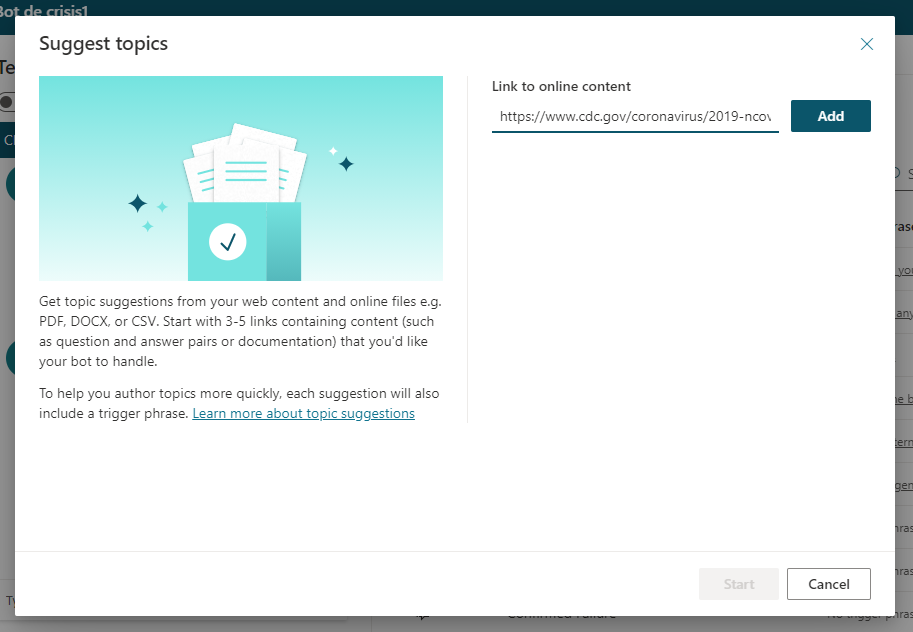 Bot de crisis1
Suggest topics
Link to online content
https://www.cdc.gov/coronavirus/2019-ncov
Add
Get topic suggestions from your web content and online files e.g.
PDF, DOCX, or CSV. Start with 3-5 links containing content (such
as question and answer pairs or documentation) that you'd like
your bot to handle.
To help you author topics more quickly, each suggestion will also
include a trigger phrase. Learn more about topic suggestions
Start
Cancel